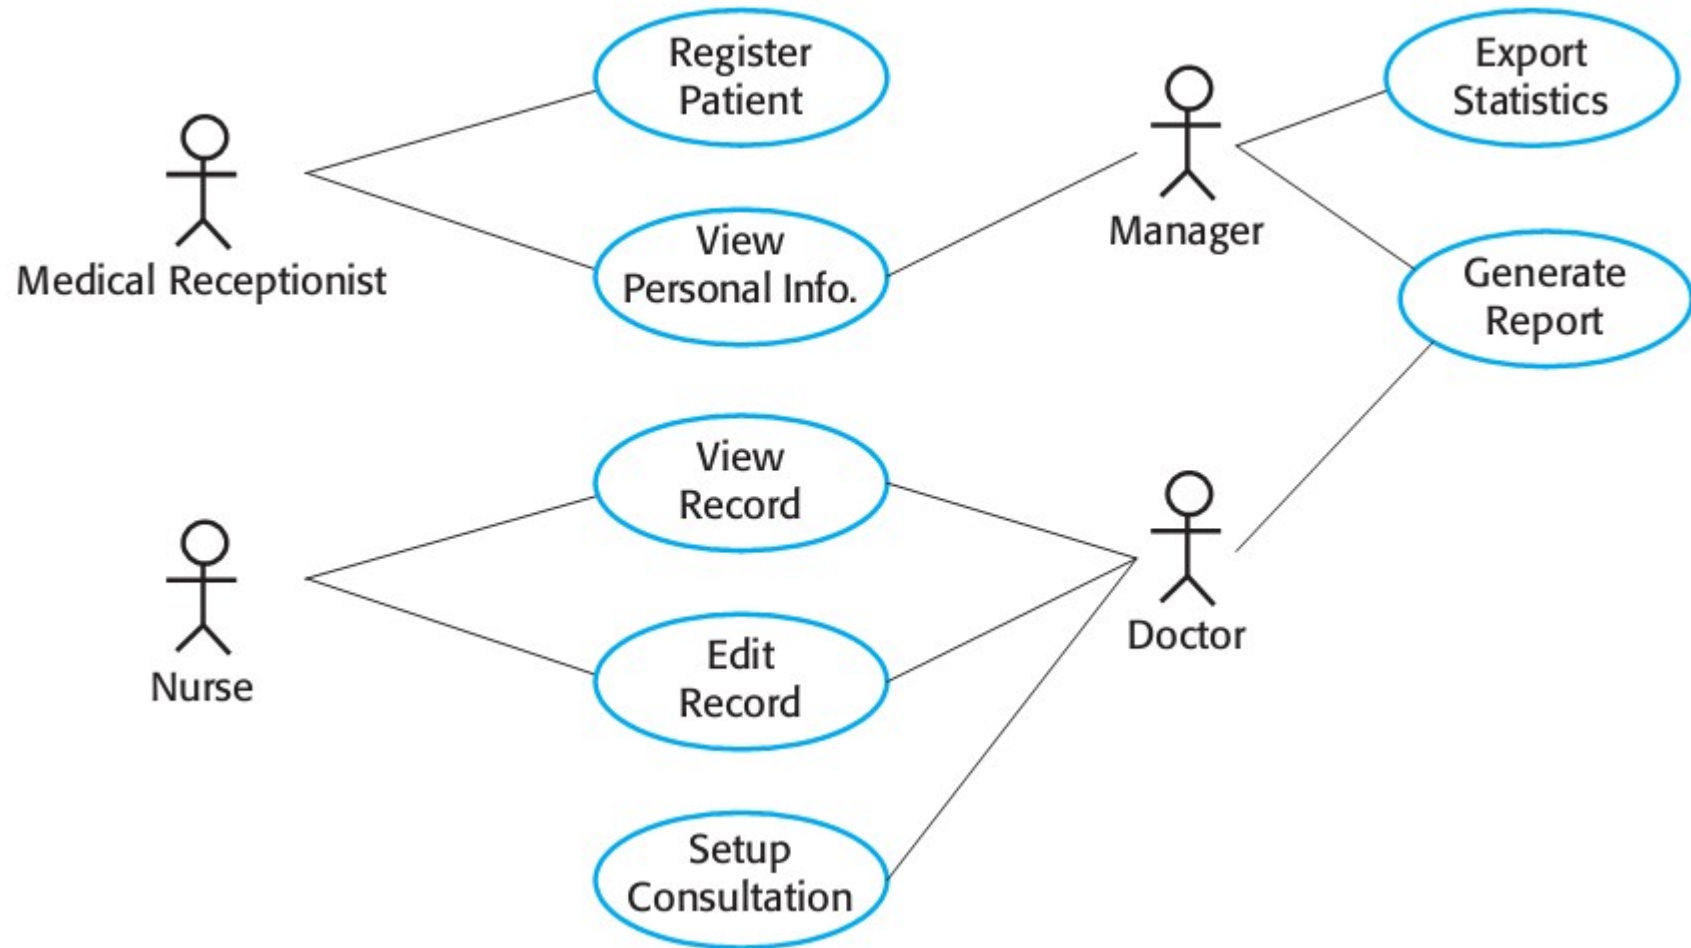 Register
Patient
Export
Statistics
Medical Receptionist
View
Personal Info.
Manager
Generate
Report
View
Record
Nurse
Edit
Record
Doctor
Setup
Consultation